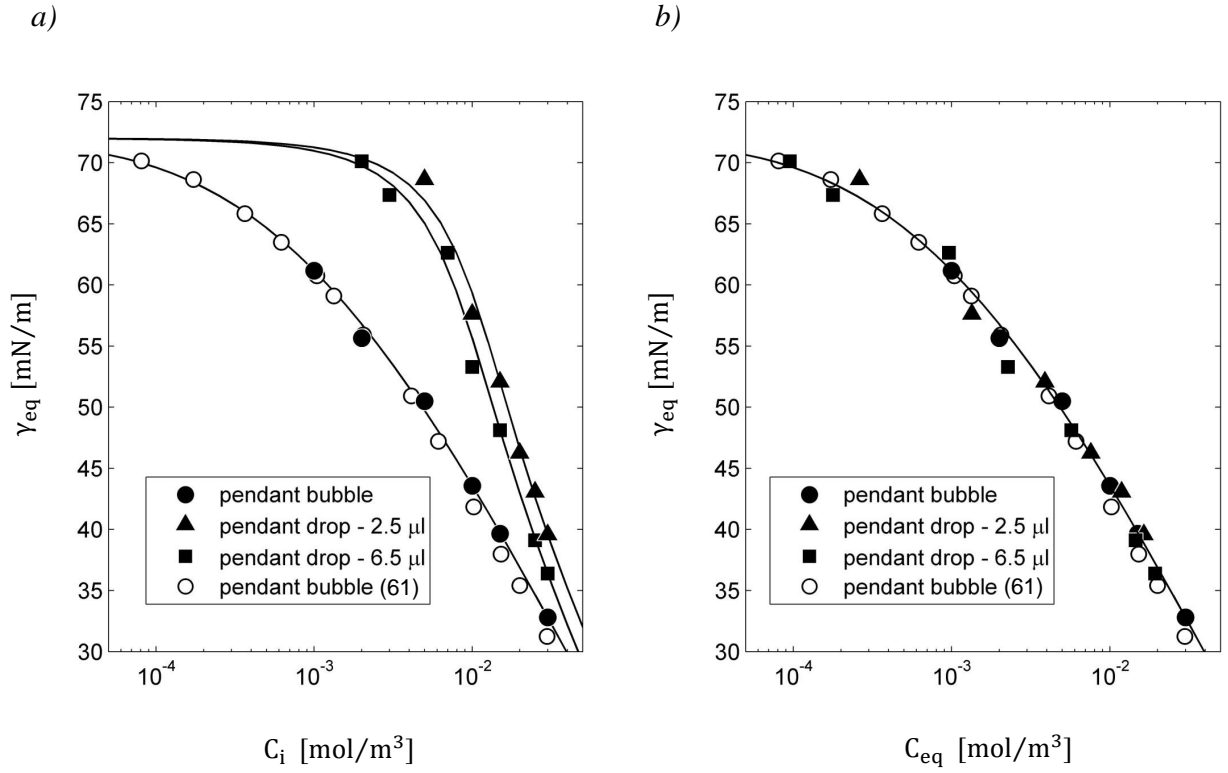 a)
75
70
65
60
55
50
45
40
35
30
γeq [mN/m]
pendant bubble
pendant drop - 2.5 μl
pendant drop - 6.5 μl
pendant bubble (61)
10⁻⁴ 10⁻³ 10⁻²
Ci [mol/m³]
b)
75
70
65
60
55
50
45
40
35
30
γeq [mN/m]
pendant bubble
pendant drop - 2.5 μl
pendant drop - 6.5 μl
pendant bubble (61)
10⁻⁴ 10⁻³ 10⁻²
Ceq [mol/m³]